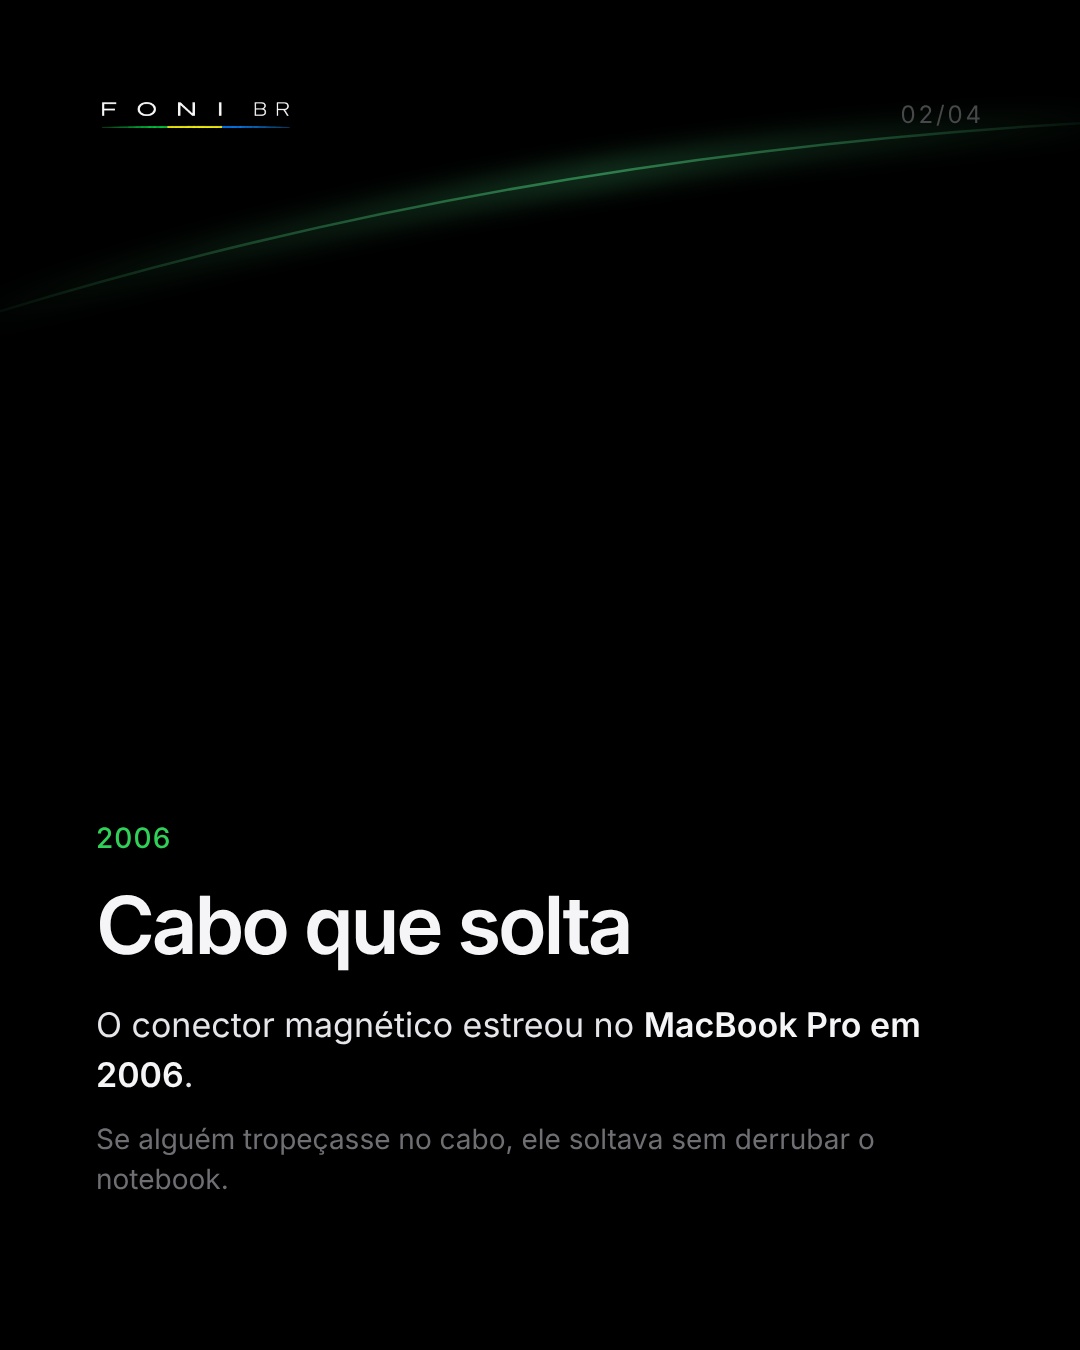 FONI BR
02/04
2006
Cabo que solta
O conector magnético estreou no MacBook Pro em
2006.
Se alguém tropeçasse no cabo, ele soltava sem derrubar o
notebook.